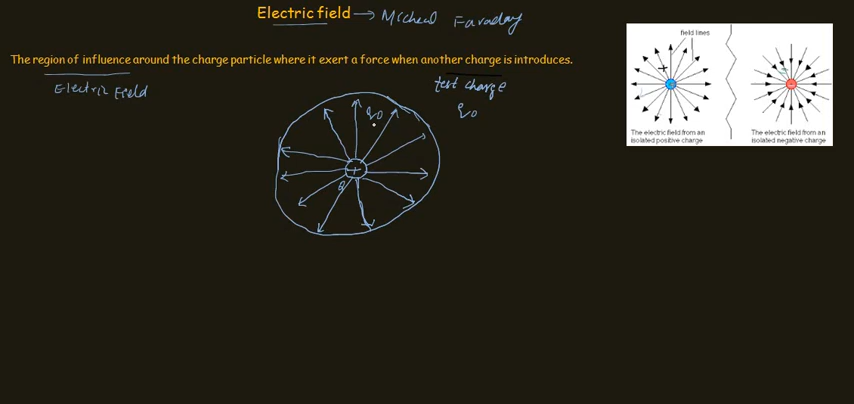 Electric field → Micheal Faraday
The region of influence around the charge particle where it exert a force when another charge is introduces.
Electric Field
test charge
q0
q0
+
Q
field lines
+
-
The electric field from an
isolated positive charge
The electric field from an
isolated negative charge